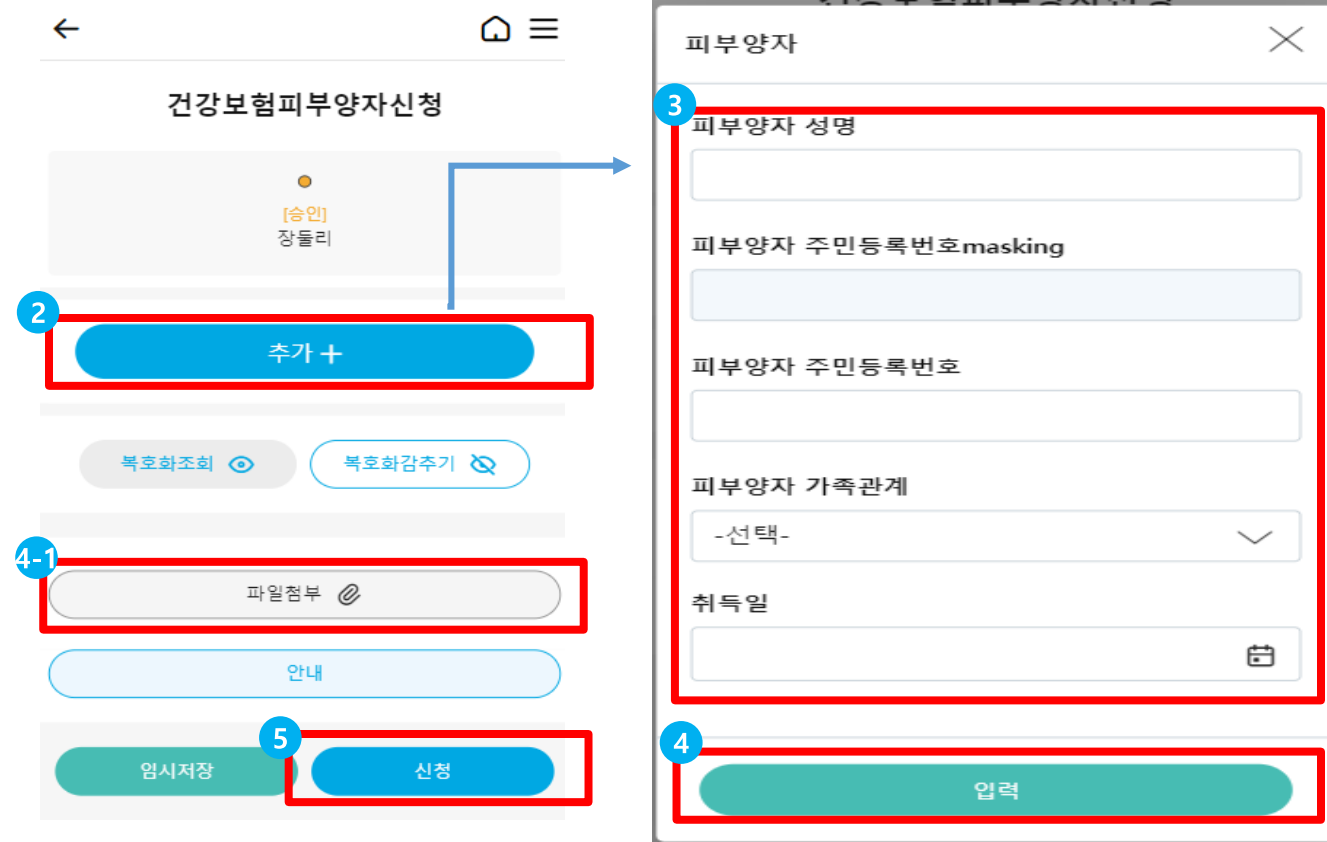 건강보험피부양자신청
[승인]
장둘리
2
추가
복호화조회
복호화감추기
4-1
파일첨부
안내
5
임시저장
신청
피부양자
3
피부양자 성명
피부양자 주민등록번호masking
피부양자 주민등록번호
피부양자 가족관계
-선택-
취득일
4
입력